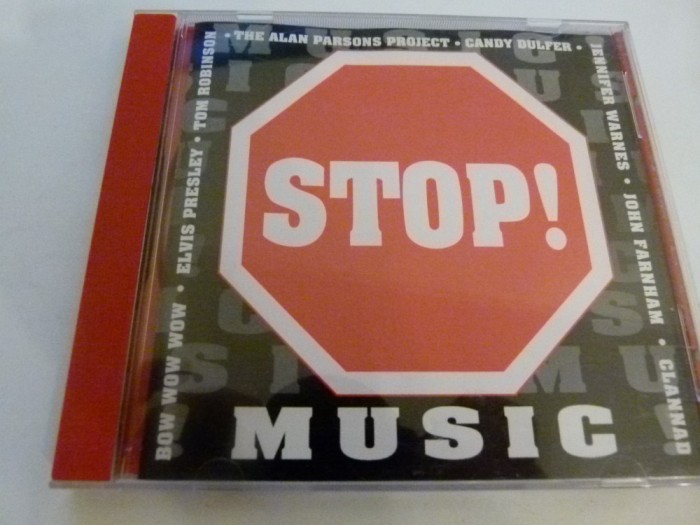 BOW WOW WOW • ELVIS PRESLEY • TOM ROBINSON
• THE ALAN PARSONS PROJECT • CANDY DULFER •
JENNIFER WARNES • JOHN FARNHAM • CLANNAD
STOP!
MUSIC